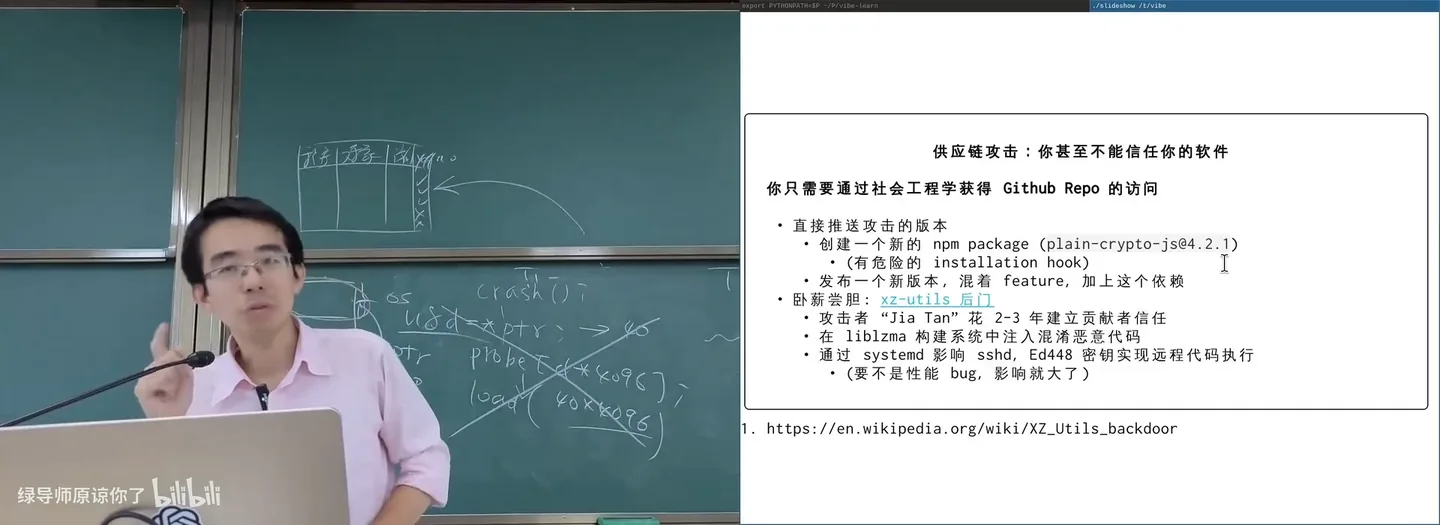 crash();
os
u8 d = *ptr; → 40
ptr
probe[d*4096];
load(40*4096)
绿导师原谅你了 bilibili
export PYTHONPATH=$P ~/P/vibe-learn
./slideshow /t/vibe
供应链攻击：你甚至不能信任你的软件
你只需要通过社会工程学获得 Github Repo 的访问
• 直接推送攻击的版本
• 创建一个新的 npm package (plain-crypto-js@4.2.1)
• (有危险的 installation hook)
• 发布一个新版本，混着 feature，加上这个依赖
• 卧薪尝胆：xz-utils 后门
• 攻击者 “Jia Tan” 花 2-3 年建立贡献者信任
• 在 liblzma 构建系统中注入混淆恶意代码
• 通过 systemd 影响 sshd，Ed448 密钥实现远程代码执行
• (要不是性能 bug，影响就大了)
1. https://en.wikipedia.org/wiki/XZ_Utils_backdoor